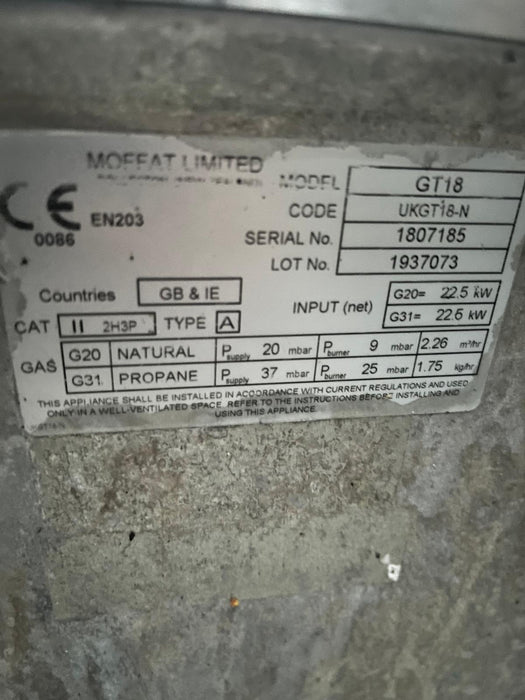 MOFFAT LIMITED
MODEL GT18
CE EN203
CODE UKGT18-N
0086
SERIAL No. 1807185
LOT No. 1937073
Countries GB & IE
INPUT (net) G20= 22.5 kW
G31= 22.6 kW
CAT II 2H3P TYPE A
GAS
G20 NATURAL Psupply 20 mbar Pburner 9 mbar 2.26 m³/hr
G31 PROPANE Psupply 37 mbar Pburner 25 mbar 1.75 kg/hr
THIS APPLIANCE SHALL BE INSTALLED IN ACCORDANCE WITH CURRENT REGULATIONS AND USED
ONLY IN A WELL-VENTILATED SPACE. REFER TO THE INSTRUCTIONS BEFORE INSTALLING AND
USING THIS APPLIANCE